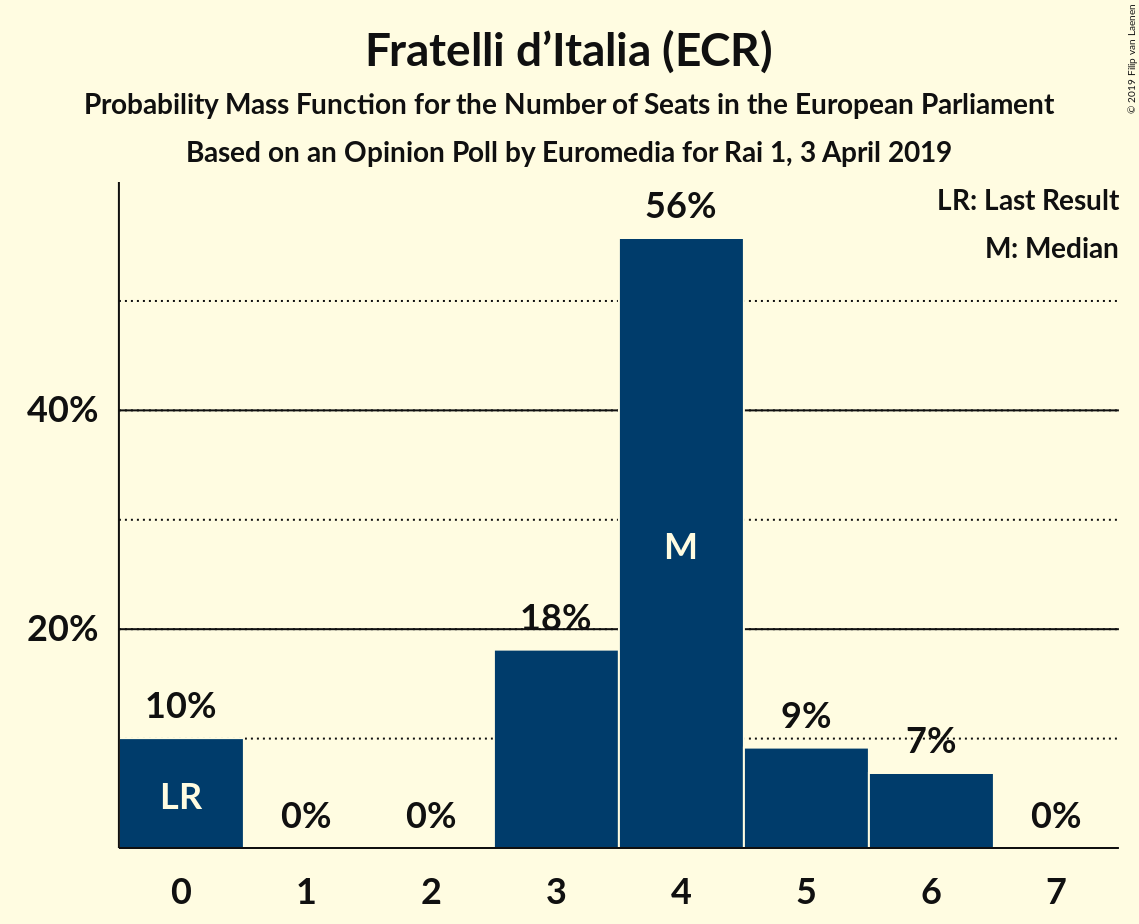 Fratelli d’Italia (ECR)
Probability Mass Function for the Number of Seats in the European Parliament
Based on an Opinion Poll by Euromedia for Rai 1, 3 April 2019
© 2019 Filip van Laenen
LR: Last Result
M: Median
56%
40%
M
18%
20%
10%
9%
7%
LR
0%
0%
0%
0 1 2 3 4 5 6 7